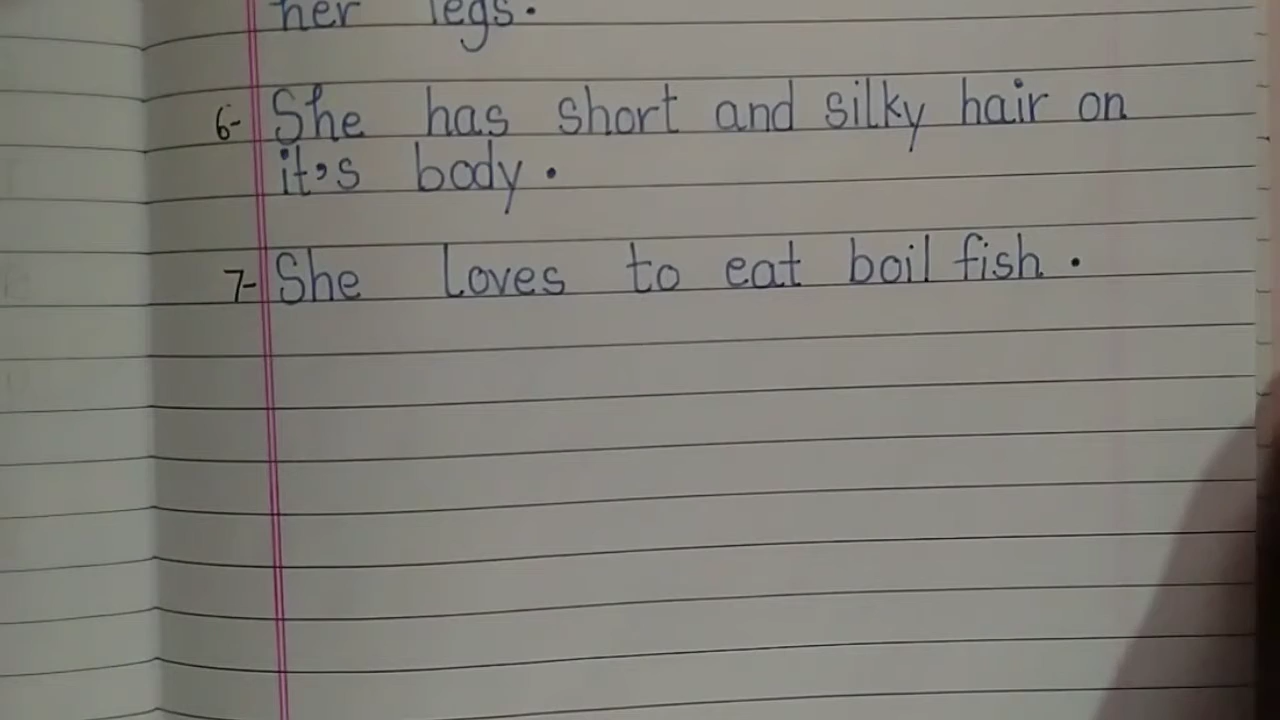 her legs.
6- She has short and silky hair on
it's body.
7- She loves to eat boil fish.